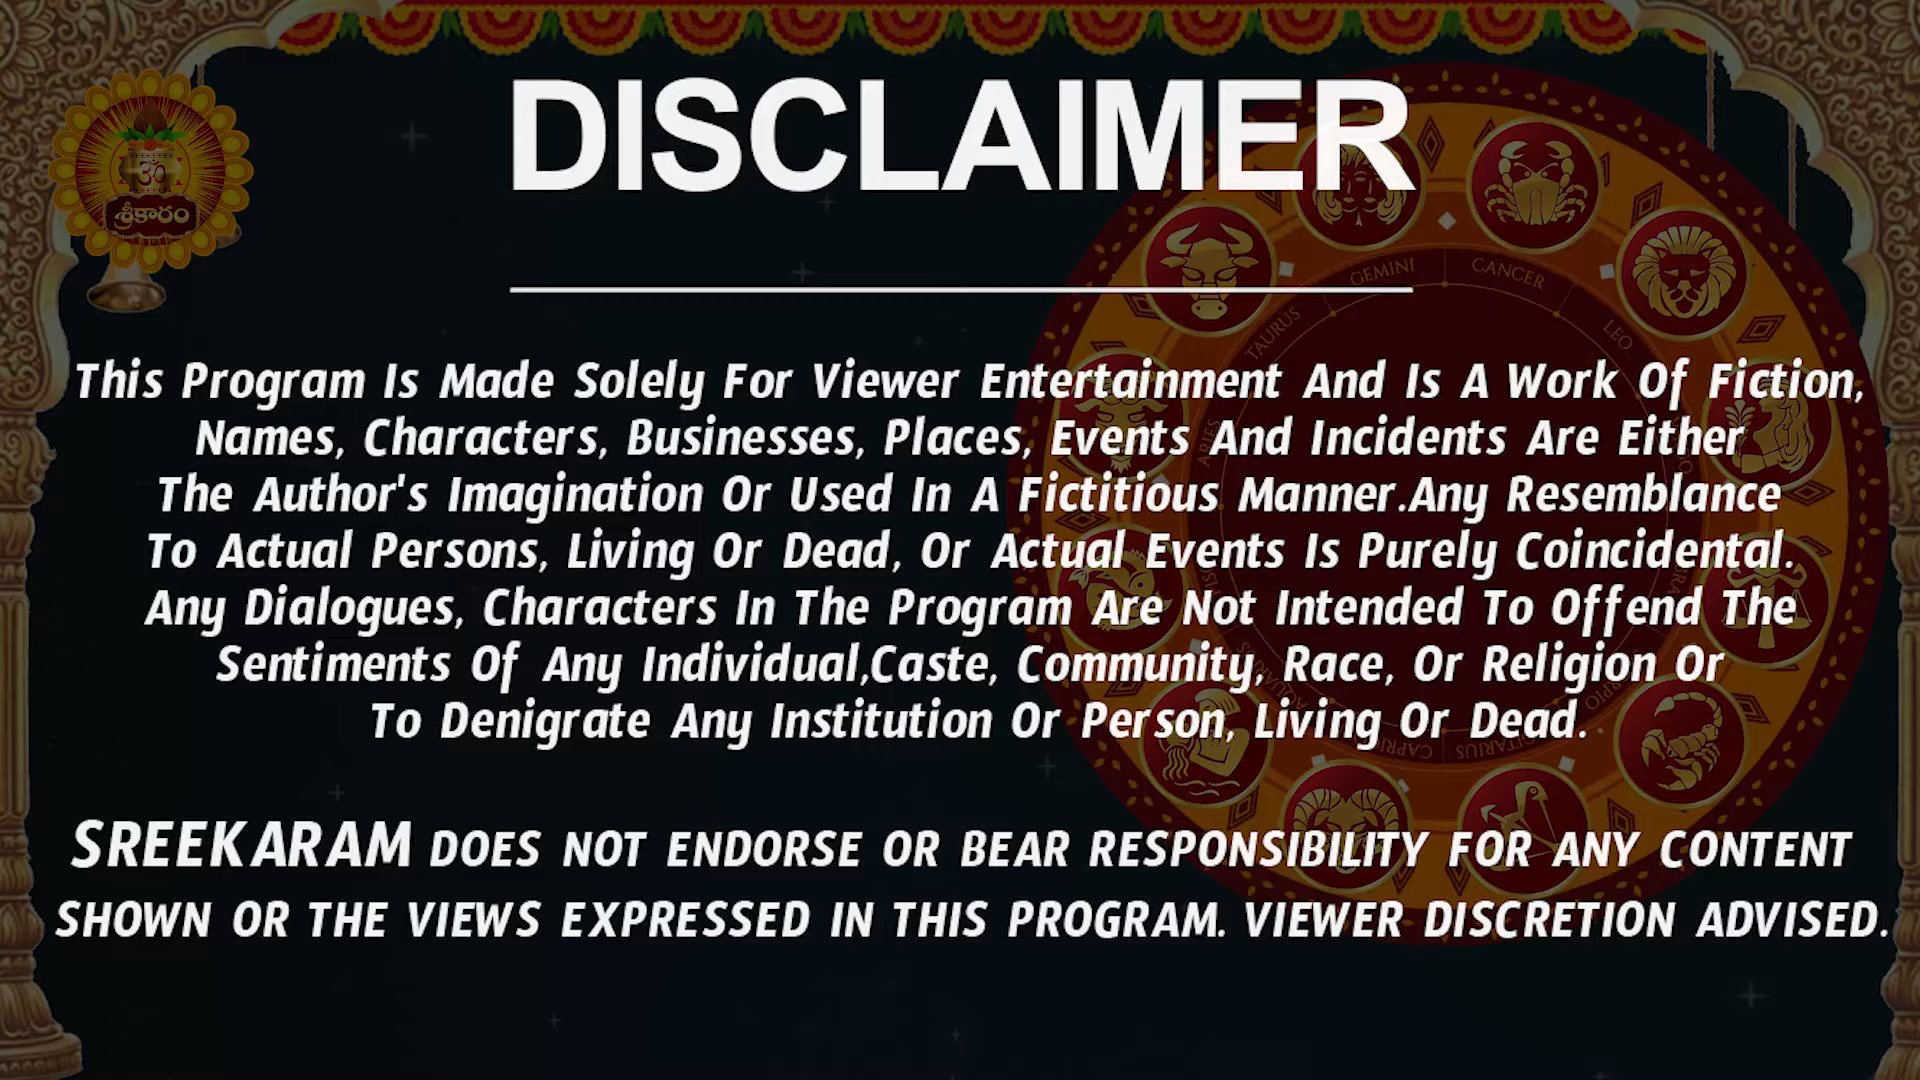 DISCLAIMER
శ్రీకారం
ॐ
GEMINI
CANCER
TAURUS
LEO
This Program Is Made Solely For Viewer Entertainment And Is A Work Of Fiction,
Names, Characters, Businesses, Places, Events And Incidents Are Either
The Author's Imagination Or Used In A Fictitious Manner.Any Resemblance
To Actual Persons, Living Or Dead, Or Actual Events Is Purely Coincidental.
Any Dialogues, Characters In The Program Are Not Intended To Offend The
Sentiments Of Any Individual,Caste, Community, Race, Or Religion Or
To Denigrate Any Institution Or Person, Living Or Dead.
SREEKARAM DOES NOT ENDORSE OR BEAR RESPONSIBILITY FOR ANY CONTENT
SHOWN OR THE VIEWS EXPRESSED IN THIS PROGRAM. VIEWER DISCRETION ADVISED.